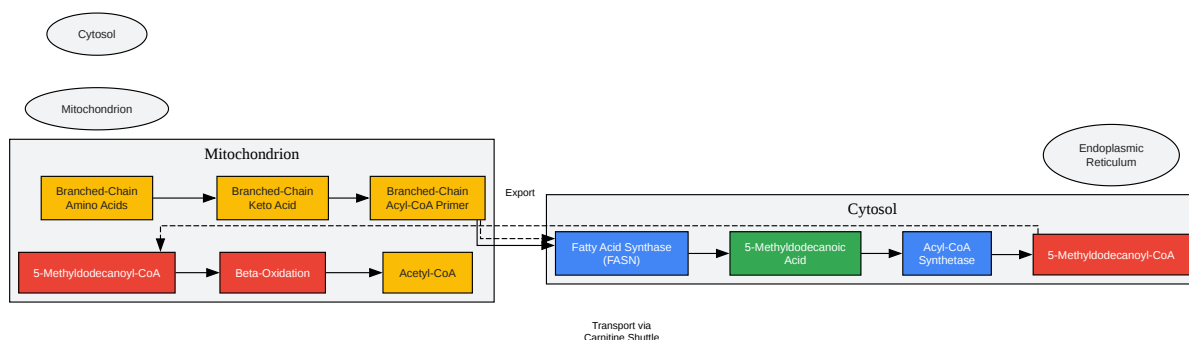 Cytosol
Mitochondrion
Mitochondrion
Branched-Chain
Amino Acids
Branched-Chain
Keto Acid
Branched-Chain
Acyl-CoA Primer
5-Methyldodecanoyl-CoA
Beta-Oxidation
Acetyl-CoA
Export
Endoplasmic
Reticulum
Cytosol
Fatty Acid Synthase
(FASN)
5-Methyldodecanoic
Acid
Acyl-CoA
Synthetase
5-Methyldodecanoyl-CoA
Transport via
Carnitine Shuttle